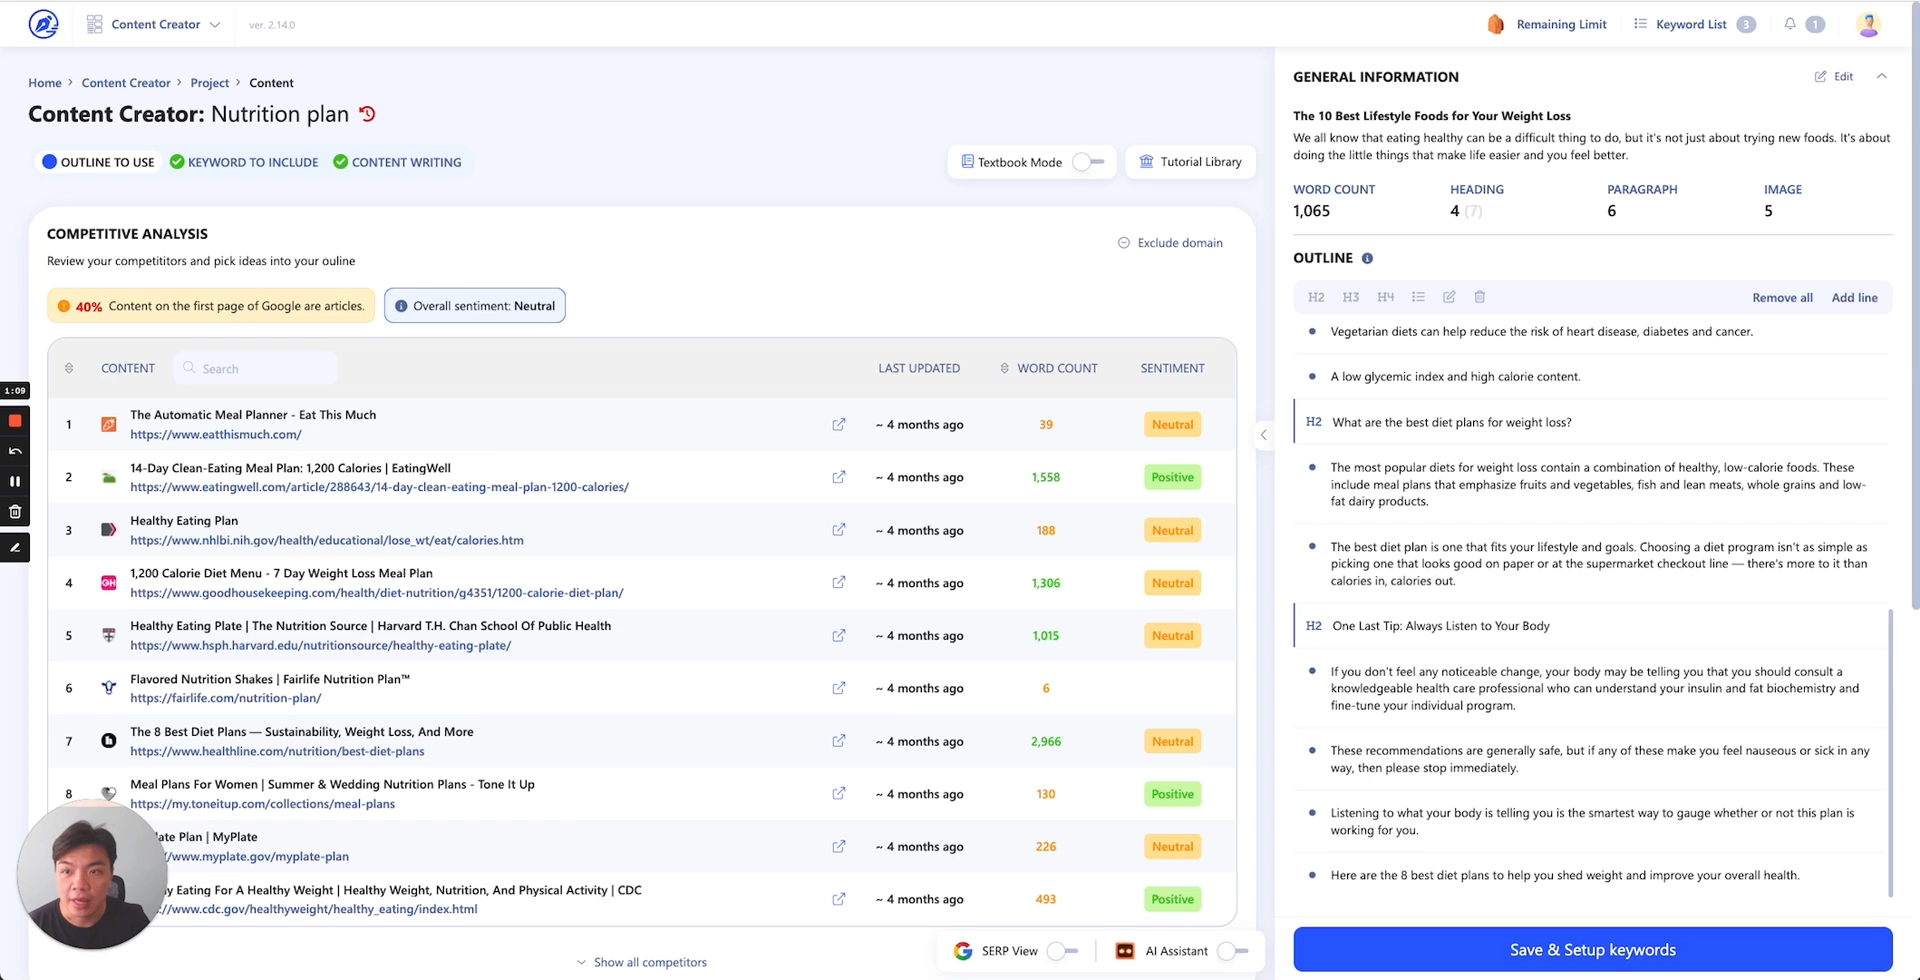 Content Creator
ver. 2.14.0
Remaining Limit
Keyword List 3
1
Home > Content Creator > Project > Content
Content Creator: Nutrition plan
OUTLINE TO USE
KEYWORD TO INCLUDE
CONTENT WRITING
Textbook Mode
Tutorial Library
COMPETITIVE ANALYSIS
Review your competititors and pick ideas into your ouline
Exclude domain
40% Content on the first page of Google are articles.
Overall sentiment: Neutral
CONTENT
Search
LAST UPDATED
WORD COUNT
SENTIMENT
1:09
1
The Automatic Meal Planner - Eat This Much
https://www.eatthismuch.com/
~ 4 months ago
39
Neutral
2
14-Day Clean-Eating Meal Plan: 1,200 Calories | EatingWell
https://www.eatingwell.com/article/288643/14-day-clean-eating-meal-plan-1200-calories/
~ 4 months ago
1,558
Positive
3
Healthy Eating Plan
https://www.nhlbi.nih.gov/health/educational/lose_wt/eat/calories.htm
~ 4 months ago
188
Neutral
4
GH
1,200 Calorie Diet Menu - 7 Day Weight Loss Meal Plan
https://www.goodhousekeeping.com/health/diet-nutrition/g4351/1200-calorie-diet-plan/
~ 4 months ago
1,306
Neutral
5
Healthy Eating Plate | The Nutrition Source | Harvard T.H. Chan School Of Public Health
https://www.hsph.harvard.edu/nutritionsource/healthy-eating-plate/
~ 4 months ago
1,015
Neutral
6
Flavored Nutrition Shakes | Fairlife Nutrition Plan™
https://fairlife.com/nutrition-plan/
~ 4 months ago
6
7
The 8 Best Diet Plans — Sustainability, Weight Loss, And More
https://www.healthline.com/nutrition/best-diet-plans
~ 4 months ago
2,966
Neutral
8
Meal Plans For Women | Summer & Wedding Nutrition Plans - Tone It Up
https://my.toneitup.com/collections/meal-plans
~ 4 months ago
130
Positive
Plan | MyPlate
/www.myplate.gov/myplate-plan
~ 4 months ago
226
Neutral
Eating For A Healthy Weight | Healthy Weight, Nutrition, And Physical Activity | CDC
://www.cdc.gov/healthyweight/healthy_eating/index.html
~ 4 months ago
493
Positive
Show all competitors
SERP View
AI Assistant
GENERAL INFORMATION
Edit
The 10 Best Lifestyle Foods for Your Weight Loss
We all know that eating healthy can be a difficult thing to do, but it's not just about trying new foods. It's about
doing the little things that make life easier and you feel better.
WORD COUNT
HEADING
PARAGRAPH
IMAGE
1,065
4 (7)
6
5
OUTLINE
H2 H3 H4
Remove all
Add line
Vegetarian diets can help reduce the risk of heart disease, diabetes and cancer.
A low glycemic index and high calorie content.
H2 What are the best diet plans for weight loss?
The most popular diets for weight loss contain a combination of healthy, low-calorie foods. These
include meal plans that emphasize fruits and vegetables, fish and lean meats, whole grains and low-
fat dairy products.
The best diet plan is one that fits your lifestyle and goals. Choosing a diet program isn't as simple as
picking one that looks good on paper or at the supermarket checkout line — there's more to it than
calories in, calories out.
H2 One Last Tip: Always Listen to Your Body
If you don't feel any noticeable change, your body may be telling you that you should consult a
knowledgeable health care professional who can understand your insulin and fat biochemistry and
fine-tune your individual program.
These recommendations are generally safe, but if any of these make you feel nauseous or sick in any
way, then please stop immediately.
Listening to what your body is telling you is the smartest way to gauge whether or not this plan is
working for you.
Here are the 8 best diet plans to help you shed weight and improve your overall health.
Save & Setup keywords